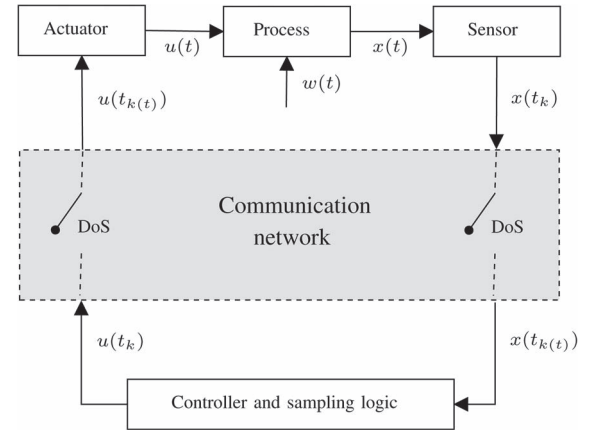 Actuator
Process
Sensor
u(t)
x(t)
w(t)
u(t_{k(t)})
x(t_k)
DoS
Communication
network
DoS
u(t_k)
x(t_{k(t)})
Controller and sampling logic